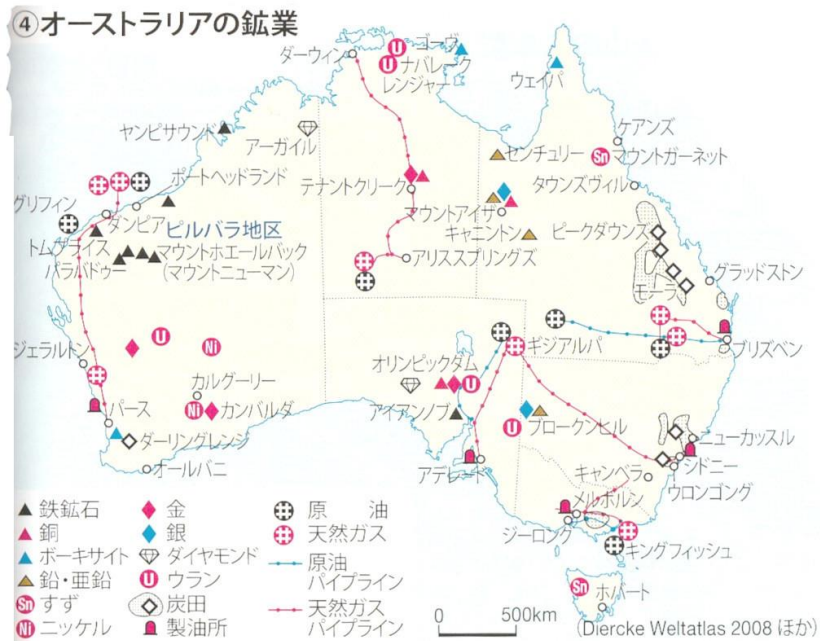 ④オーストラリアの鉱業
ダーウィン
ゴーヴ
ナバレーク
レンジャー
ウェイパ
ヤンピサウンド
アーガイル
ケアンズ
センチュリー
マウントガーネット
ポートヘッドランド
テナントクリーク
タウンズヴィル
グリフィン
ダンピア
ピルバラ地区
マウントアイザ
キャニントン
ピークダウンズ
トムプライス
マウントホエールバック
パラバドゥー
(マウントニューマン)
アリススプリングズ
グラッドストン
モーラ
ジェラルトン
オリンピックダム
ギジアルパ
ブリズベン
カルグーリー
カンバルダ
アイアンノブ
ブロークンヒル
パース
ダーリングレンジ
ニューカッスル
オールバニ
アデレード
キャンベラ
シドニー
ウロンゴング
メルボルン
ジーロング
キングフィッシュ
ホバート
鉄鉱石
金
原油
銅
銀
天然ガス
ボーキサイト
ダイヤモンド
原油
パイプライン
鉛・亜鉛
U ウラン
Sn すず
炭田
天然ガス
パイプライン
Ni ニッケル
製油所
0 500km
(Diercke Weltatlas 2008 ほか)
U
U
Sn
U
Ni
Ni
U
U
Sn